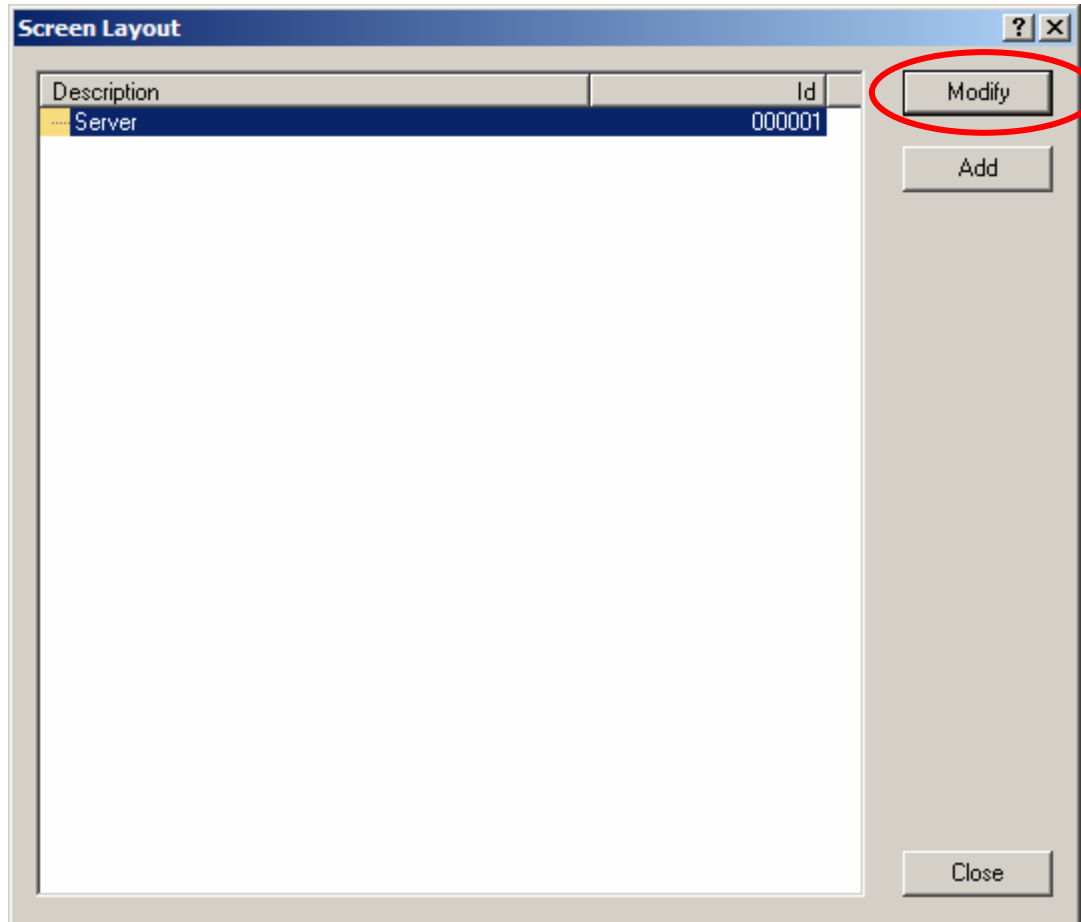 Screen Layout
Description Id
Server 000001
Modify
Add
Close